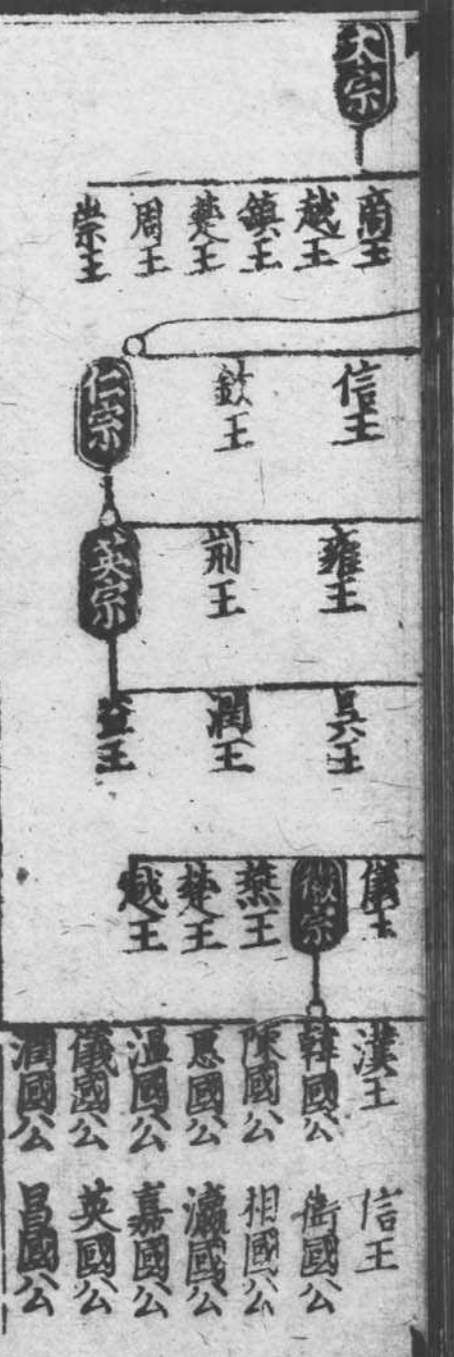 太宗
商王
越王
鎮王
楚王
周王
崇王
信王
欽王
仁宗
雍王
荆王
英宗
吳王
潤王
益王
儀王
徽宗
燕王
楚王
越王
漢王
韓國公
陳國公
惠國公
温國公
儀國公
潤國公
信王
衛國公
相國公
瀛國公
嘉國公
英國公
昌國公